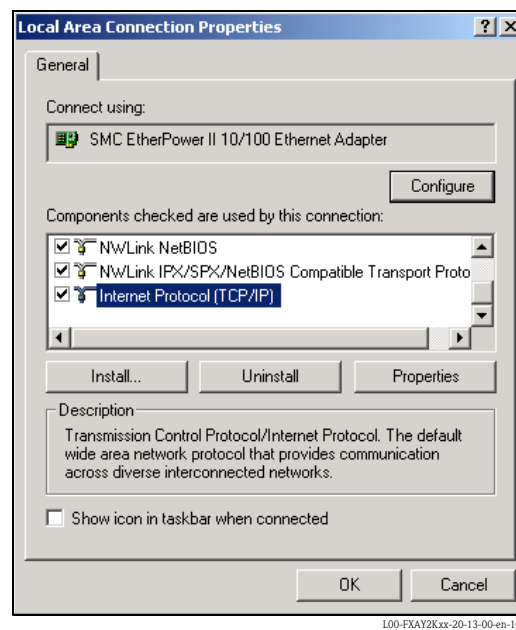 Local Area Connection Properties
General
Connect using:
SMC EtherPower II 10/100 Ethernet Adapter
Configure
Components checked are used by this connection:
NWLink NetBIOS
NWLink IPX/SPX/NetBIOS Compatible Transport Proto
Internet Protocol (TCP/IP)
Install... Uninstall Properties
Description
Transmission Control Protocol/Internet Protocol. The default
wide area network protocol that provides communication
across diverse interconnected networks.
Show icon in taskbar when connected
OK Cancel